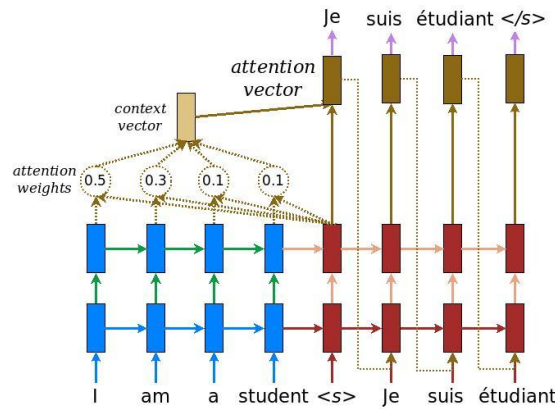 Je suis étudiant </s>
attention vector
context vector
attention weights
0.5 0.3 0.1 0.1
I am a student <s> Je suis étudiant